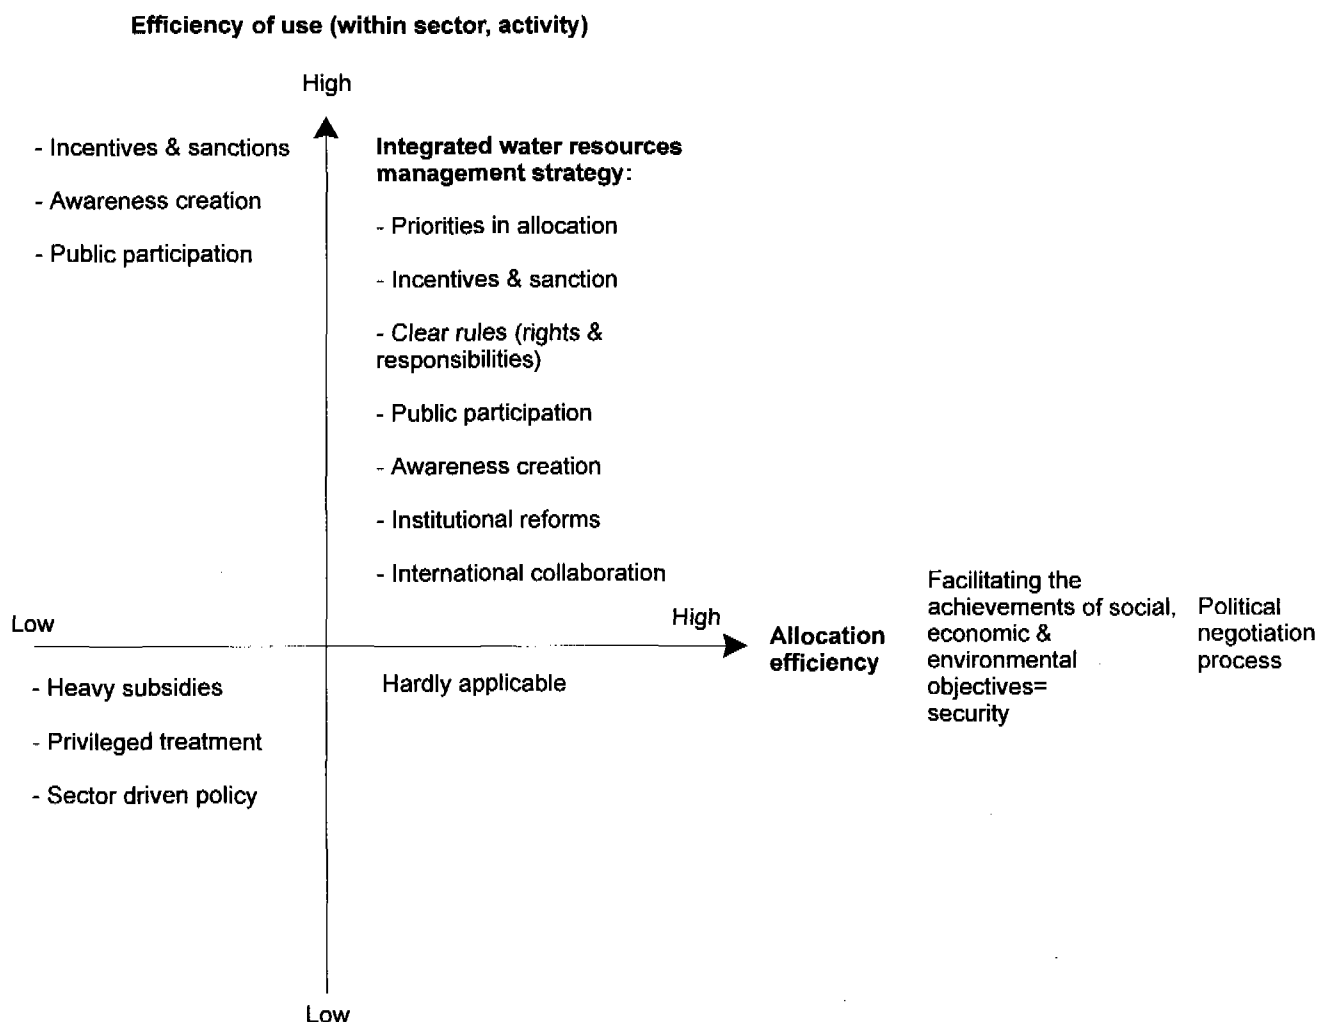 Efficiency of use (within sector, activity)
High
- Incentives & sanctions
- Awareness creation
- Public participation
Integrated water resources
management strategy:
- Priorities in allocation
- Incentives & sanction
- Clear rules (rights &
responsibilities)
- Public participation
- Awareness creation
- Institutional reforms
- International collaboration
Low
High
Allocation
efficiency
Facilitating the
achievements of social,
economic &
environmental
objectives=
security
Political
negotiation
process
- Heavy subsidies
- Privileged treatment
- Sector driven policy
Hardly applicable
Low